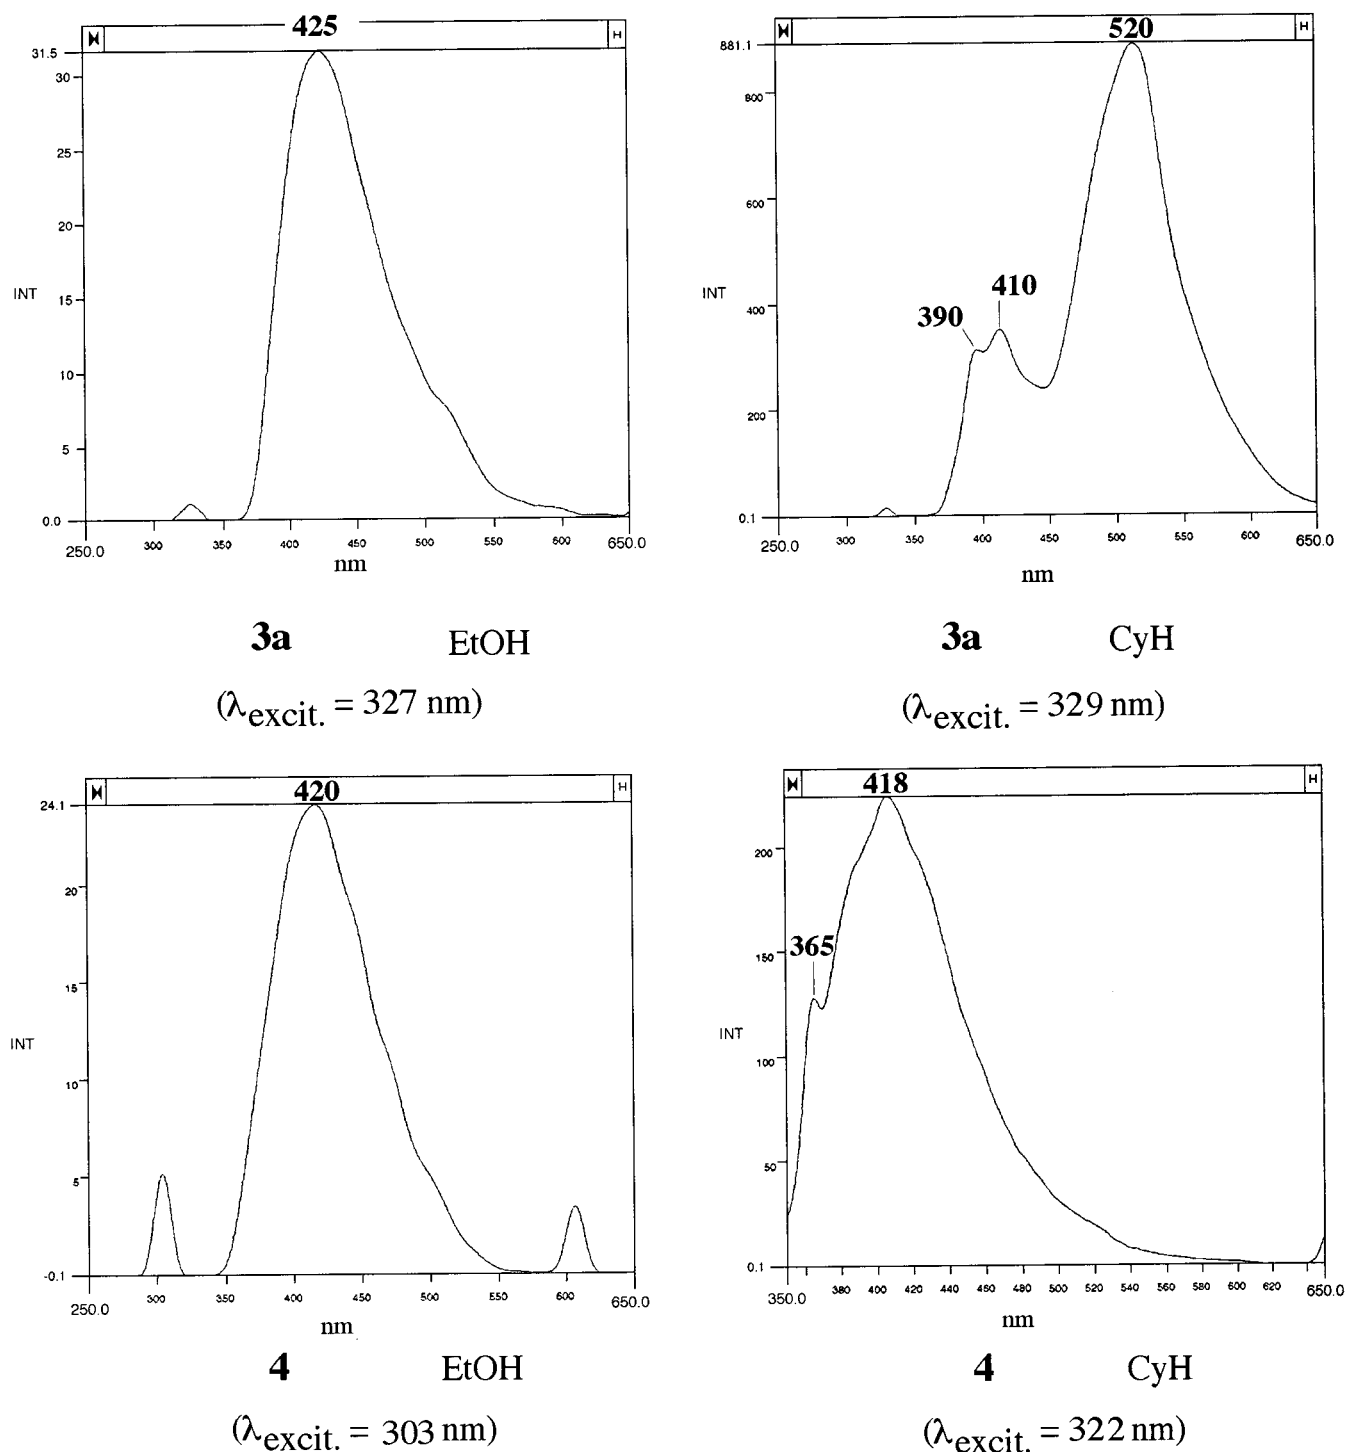 425
31.5
30
25
20
INT
15
10
5
0.0
250.0 300 350 400 450 500 550 600 650.0
nm
3a EtOH
(λexcit. = 327 nm)
520
881.1
800
600
INT
410
390
400
200
0.1
250.0 300 350 400 450 500 550 600 650.0
nm
3a CyH
(λexcit. = 329 nm)
420
24.1
20
15
INT
10
5
-0.1
250.0 300 350 400 450 500 550 600 650.0
nm
4 EtOH
(λexcit. = 303 nm)
418
200
365
150
INT
100
50
0.1
350.0 380 400 420 440 460 480 500 520 540 560 580 600 620 650.0
nm
4 CyH
(λexcit. = 322 nm)